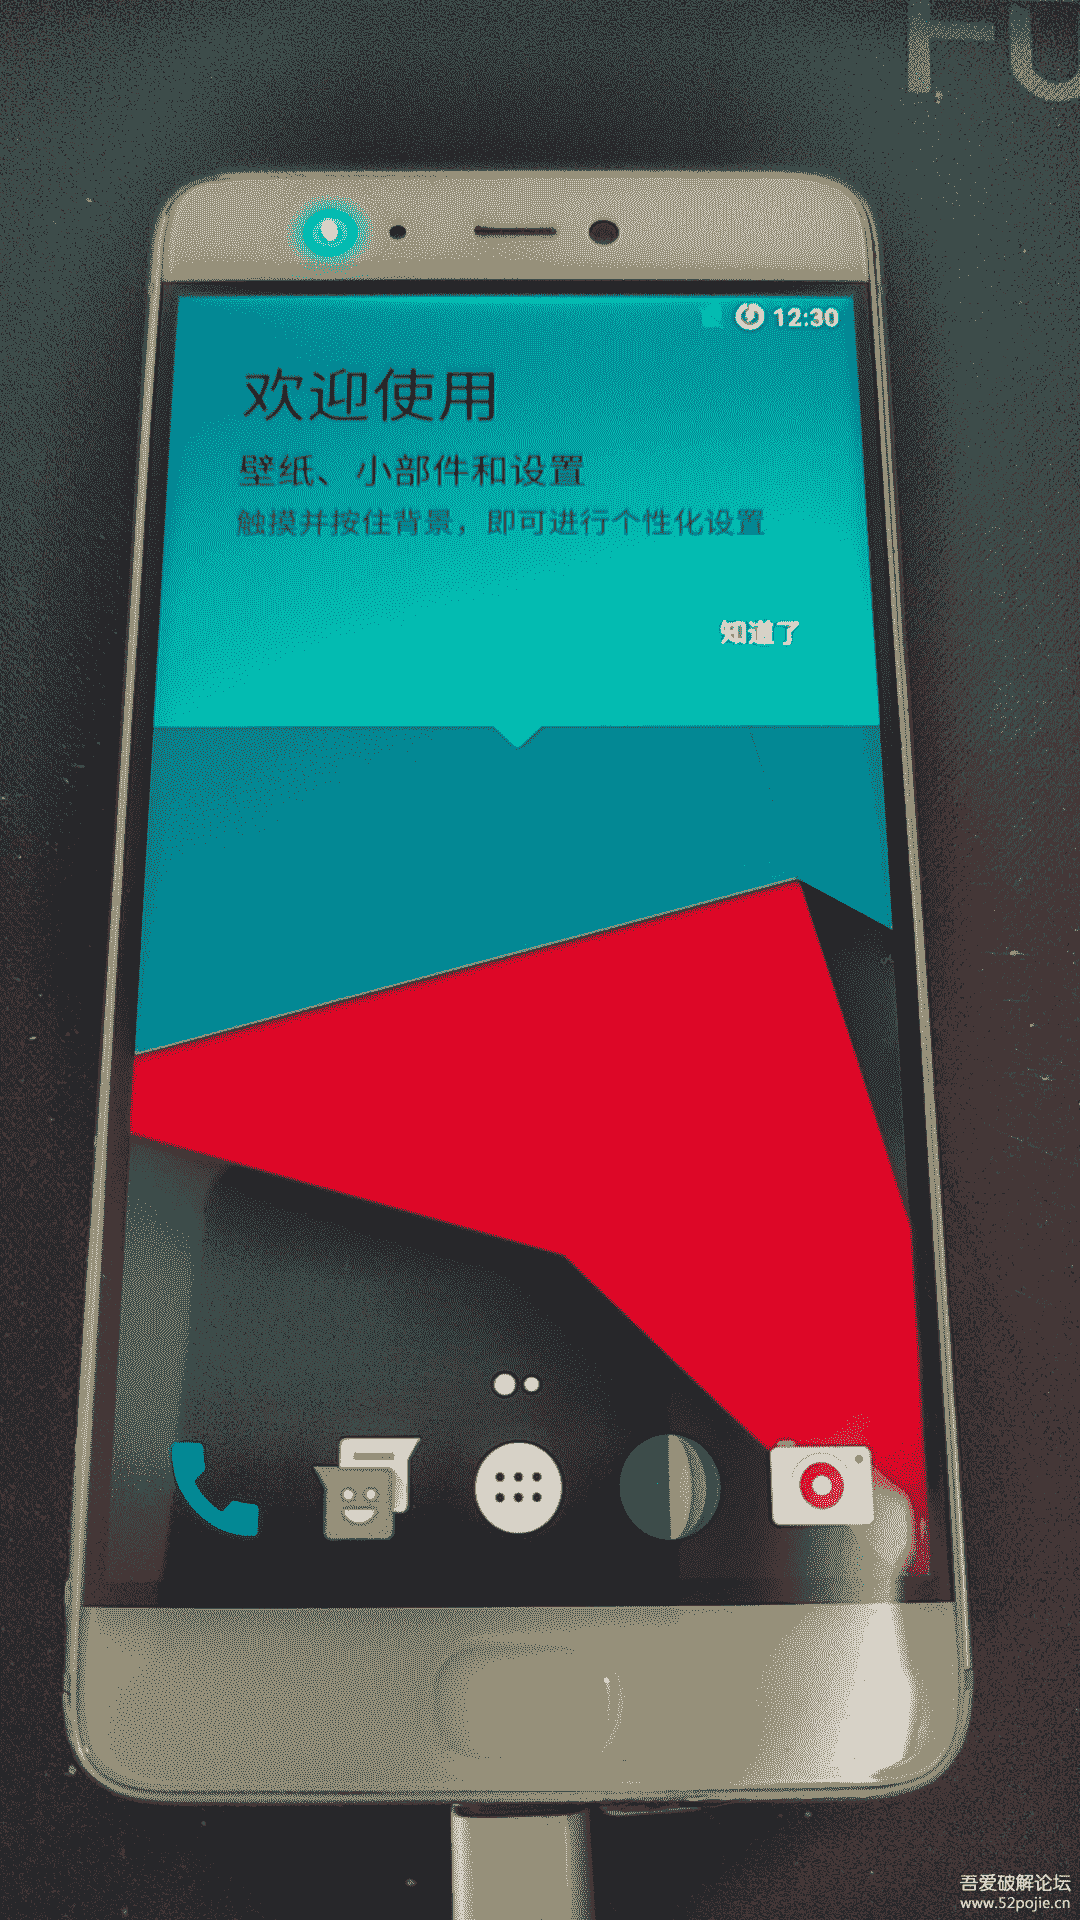 FU
12:30
欢迎使用
壁纸、小部件和设置
触摸并按住背景，即可进行个性化设置
知道了
吾爱破解论坛
www.52pojie.cn